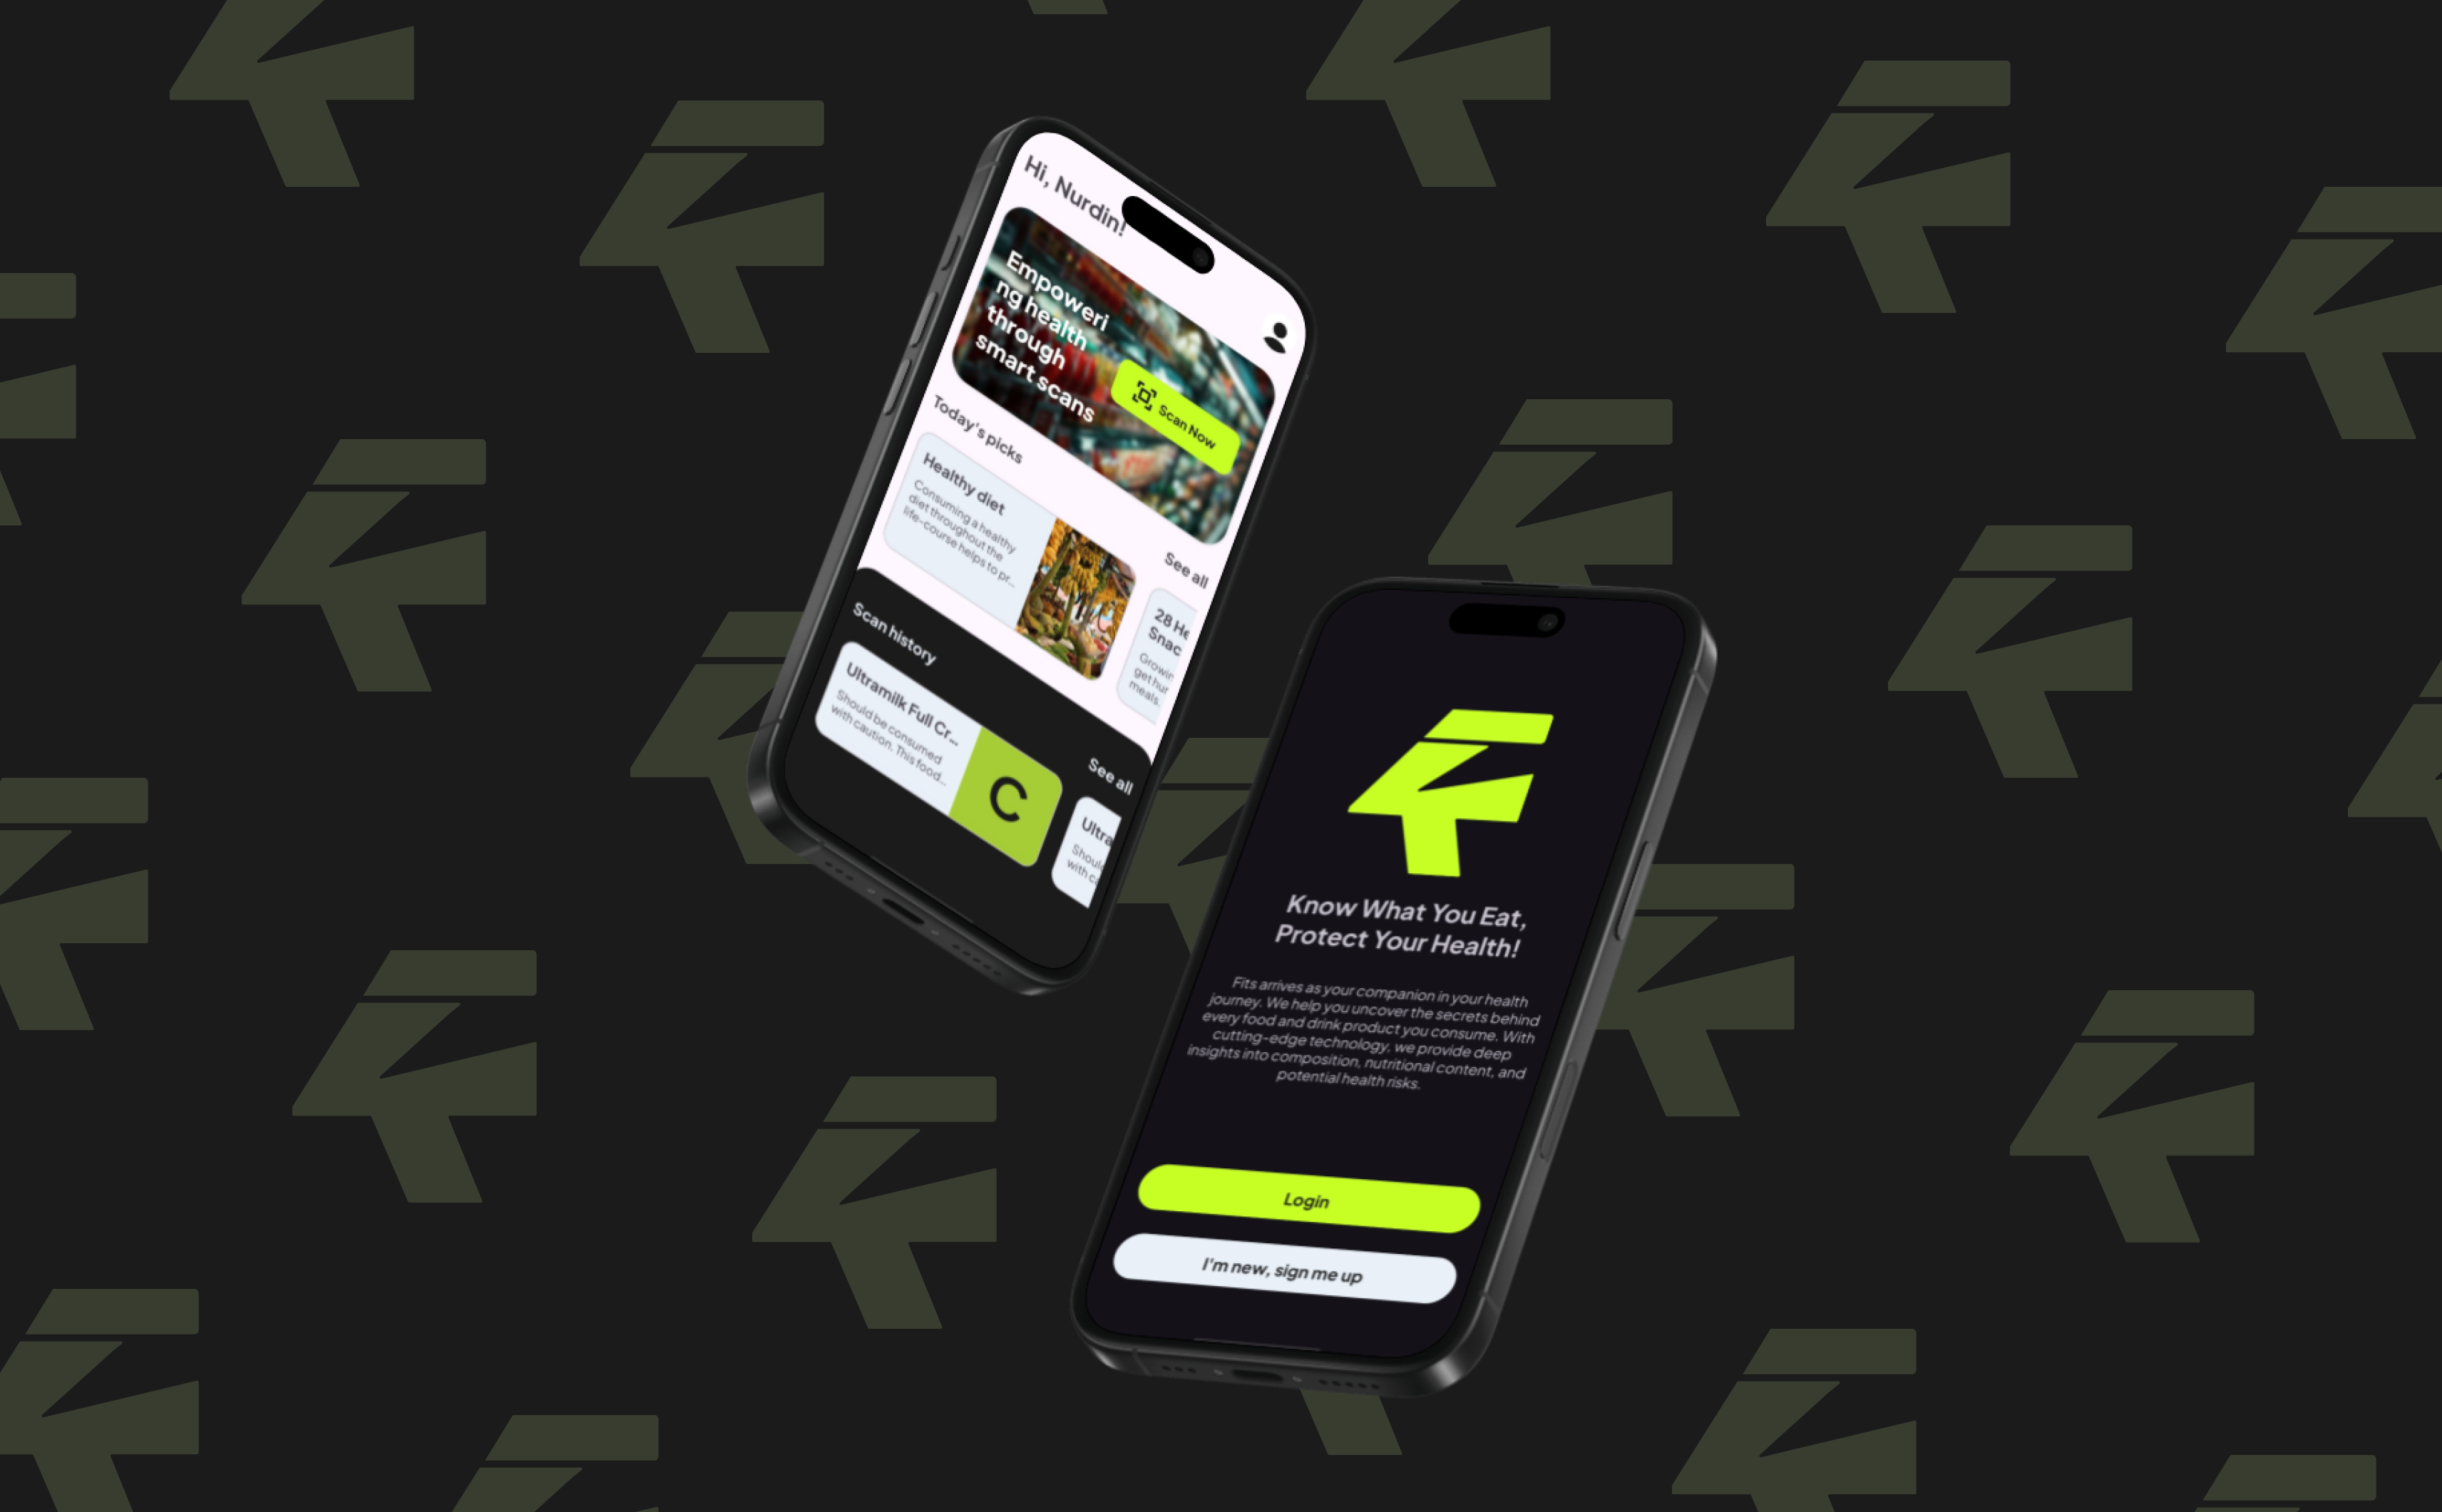 Hi, Nurdin!
Empoweri
ng health
through
smart scans
Scan Now
Today's picks
See all
Healthy diet
Consuming a healthy
diet throughout the
life-course helps to pr...
28 He
Snac
Growin
get hun
meals.
Scan history
See all
Ultramilk Full Cr...
Should be consumed
with caution. This food...
C
Ultra
Should
with ca
Know What You Eat,
Protect Your Health!
Fits arrives as your companion in your health
journey. We help you uncover the secrets behind
every food and drink product you consume. With
cutting-edge technology, we provide deep
insights into composition, nutritional content, and
potential health risks.
Login
I'm new, sign me up